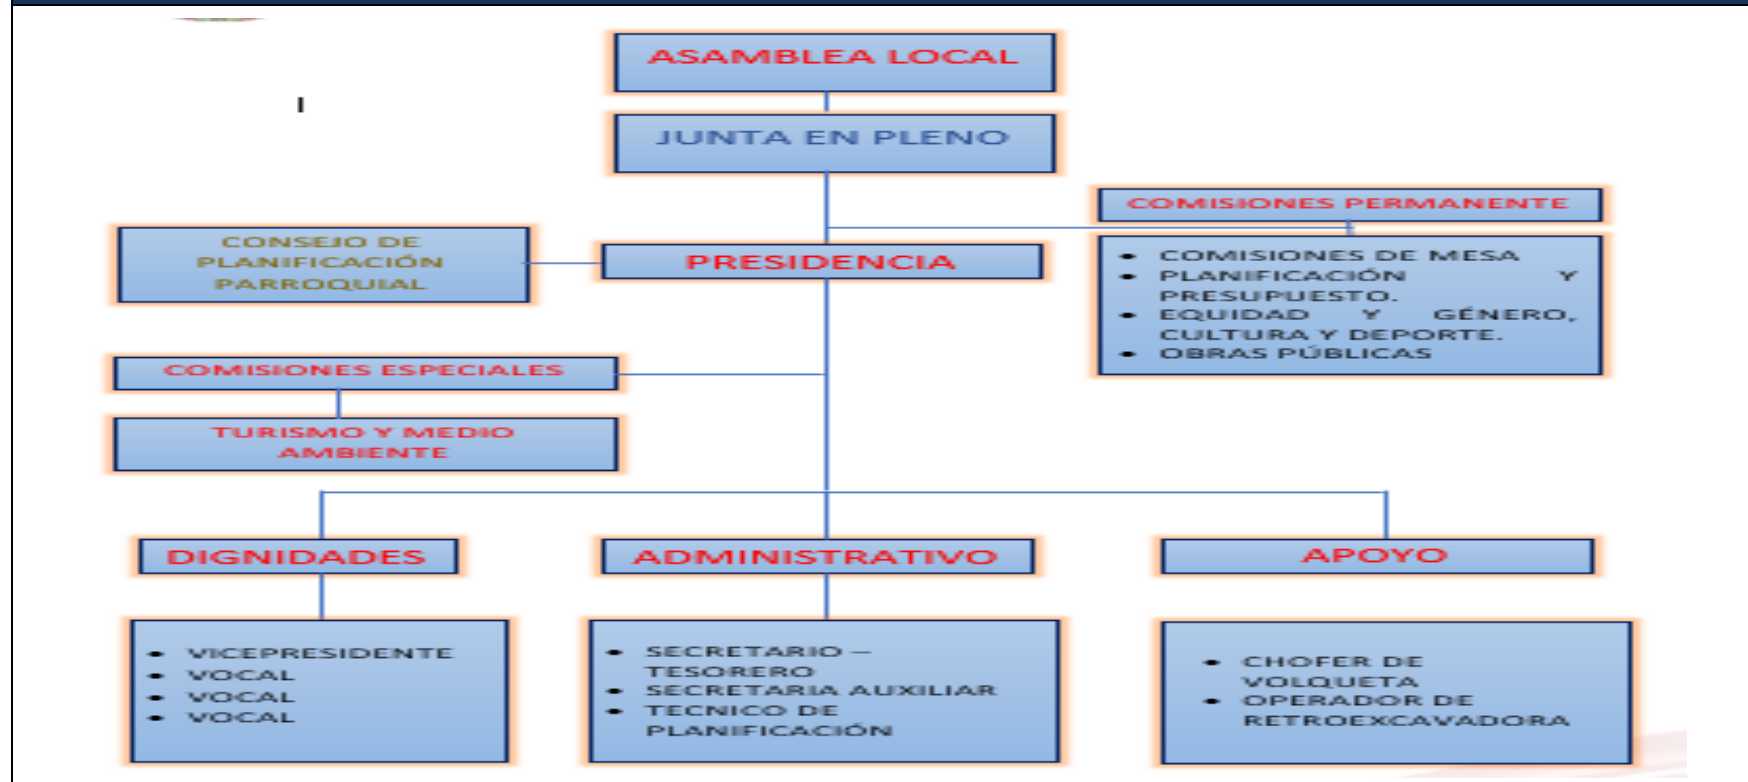 ASAMBLEA LOCAL
I
JUNTA EN PLENO
COMISIONES PERMANENTE
CONSEJO DE
PLANIFICACIÓN
PARROQUIAL
PRESIDENCIA
• COMISIONES DE MESA
• PLANIFICACIÓN Y
PRESUPUESTO.
• EQUIDAD Y GÉNERO,
CULTURA Y DEPORTE.
• OBRAS PÚBLICAS
COMISIONES ESPECIALES
TURISMO Y MEDIO
AMBIENTE
DIGNIDADES
ADMINISTRATIVO
APOYO
• VICEPRESIDENTE
• VOCAL
• VOCAL
• VOCAL
• SECRETARIO –
TESORERO
• SECRETARIA AUXILIAR
• TECNICO DE
PLANIFICACIÓN
• CHOFER DE
VOLQUETA
• OPERADOR DE
RETROEXCAVADORA